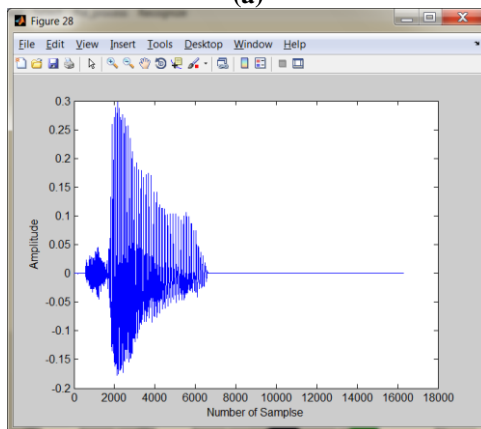 (a)
Figure 28
File Edit View Insert Tools Desktop Window Help
0.3
0.25
0.2
0.15
0.1
0.05
0
-0.05
-0.1
-0.15
-0.2
Amplitude
0 2000 4000 6000 8000 10000 12000 14000 16000 18000
Number of Samplse